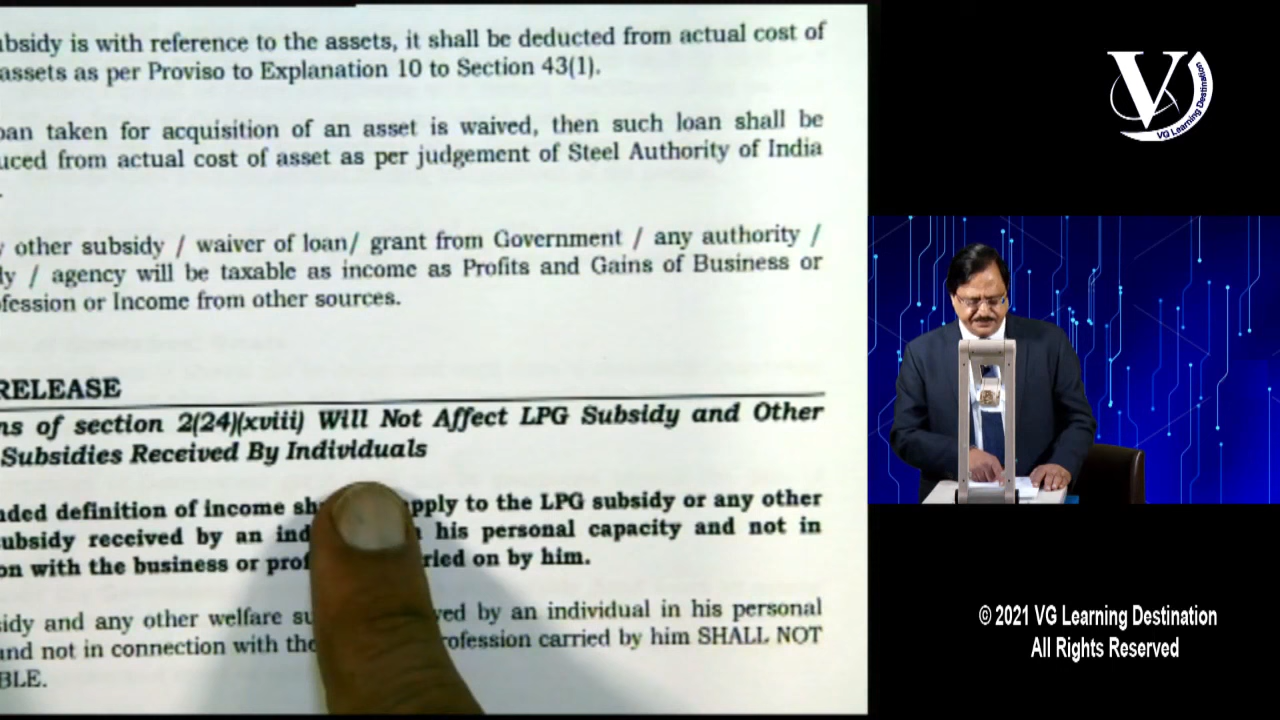 ubsidy is with reference to the assets, it shall be deducted from actual cost of
assets as per Proviso to Explanation 10 to Section 43(1).
oan taken for acquisition of an asset is waived, then such loan shall be
uced from actual cost of asset as per judgement of Steel Authority of India
other subsidy / waiver of loan/ grant from Government / any authority /
ly / agency will be taxable as income as Profits and Gains of Business or
ofession or Income from other sources.
RELEASE
ns of section 2(24)(xviii) Will Not Affect LPG Subsidy and Other
Subsidies Received By Individuals
nded definition of income sh pply to the LPG subsidy or any other
ubsidy received by an ind his personal capacity and not in
on with the business or prof ried on by him.
sidy and any other welfare su ved by an individual in his personal
and not in connection with the ofession carried by him SHALL NOT
BLE.
V
VG Learning Destination
© 2021 VG Learning Destination
All Rights Reserved